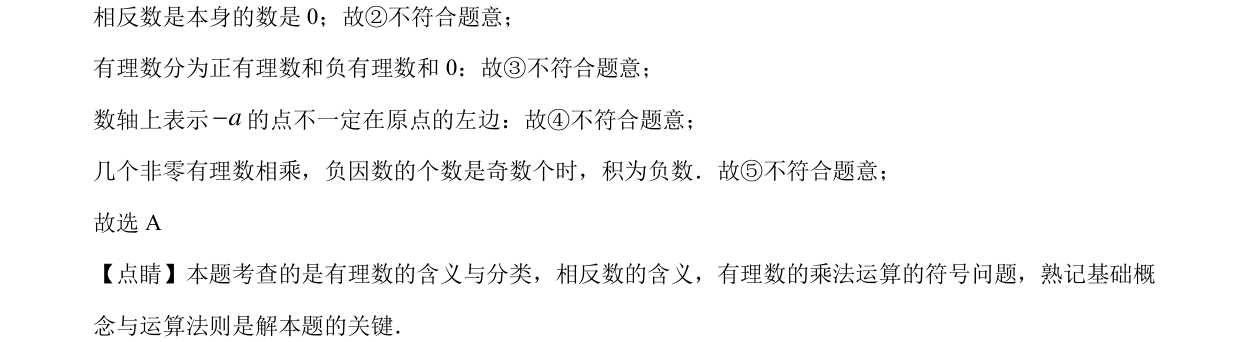 相反数是本身的数是 0；故②不符合题意；
有理数分为正有理数和负有理数和 0：故③不符合题意；
数轴上表示 −a 的点不一定在原点的左边：故④不符合题意；
几个非零有理数相乘，负因数的个数是奇数个时，积为负数．故⑤不符合题意；
故选 A
【点睛】本题考查的是有理数的含义与分类，相反数的含义，有理数的乘法运算的符号问题，熟记基础概
念与运算法则是解本题的关键．